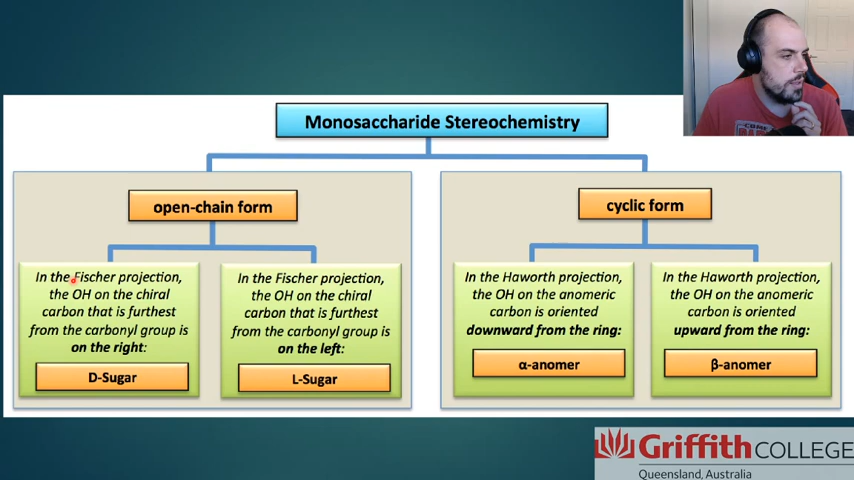 Monosaccharide Stereochemistry
open-chain form
In the Fischer projection,
the OH on the chiral
carbon that is furthest
from the carbonyl group is
on the right:
D-Sugar
In the Fischer projection,
the OH on the chiral
carbon that is furthest
from the carbonyl group is
on the left:
L-Sugar
cyclic form
In the Haworth projection,
the OH on the anomeric
carbon is oriented
downward from the ring:
α-anomer
In the Haworth projection,
the OH on the anomeric
carbon is oriented
upward from the ring:
β-anomer
Griffith COLLEGE
Queensland, Australia